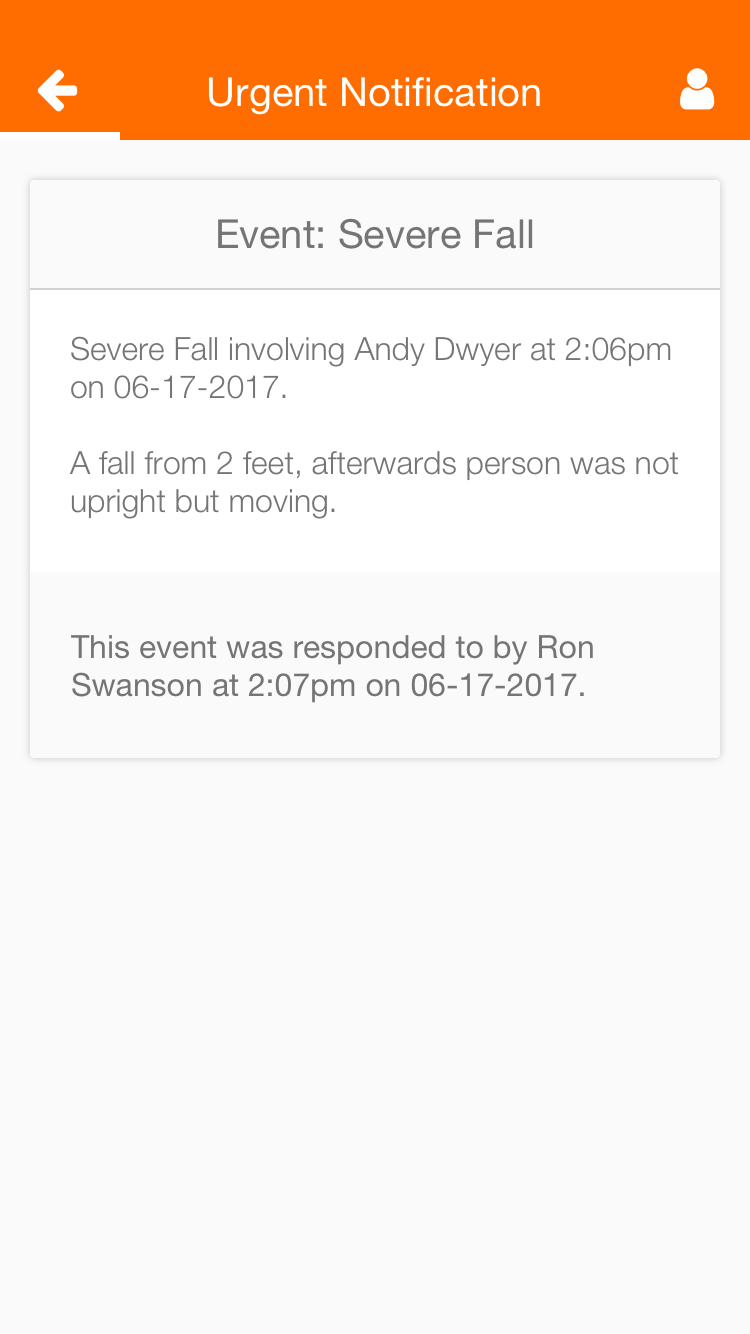 Urgent Notification
Event: Severe Fall
Severe Fall involving Andy Dwyer at 2:06pm
on 06-17-2017.
A fall from 2 feet, afterwards person was not
upright but moving.
This event was responded to by Ron
Swanson at 2:07pm on 06-17-2017.